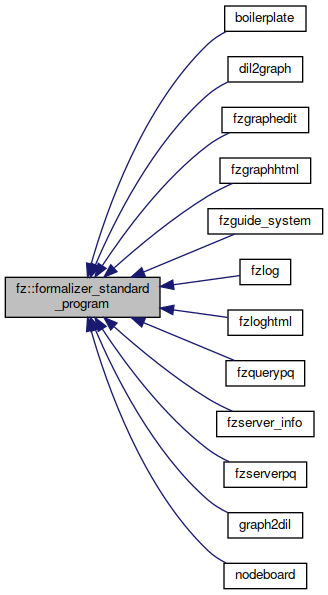 boilerplate
dil2graph
fzgraphedit
fzgraphhtml
fzguide_system
fz::formalizer_standard
_program
fzlog
fzloghtml
fzquerypq
fzserver_info
fzserverpq
graph2dil
nodeboard